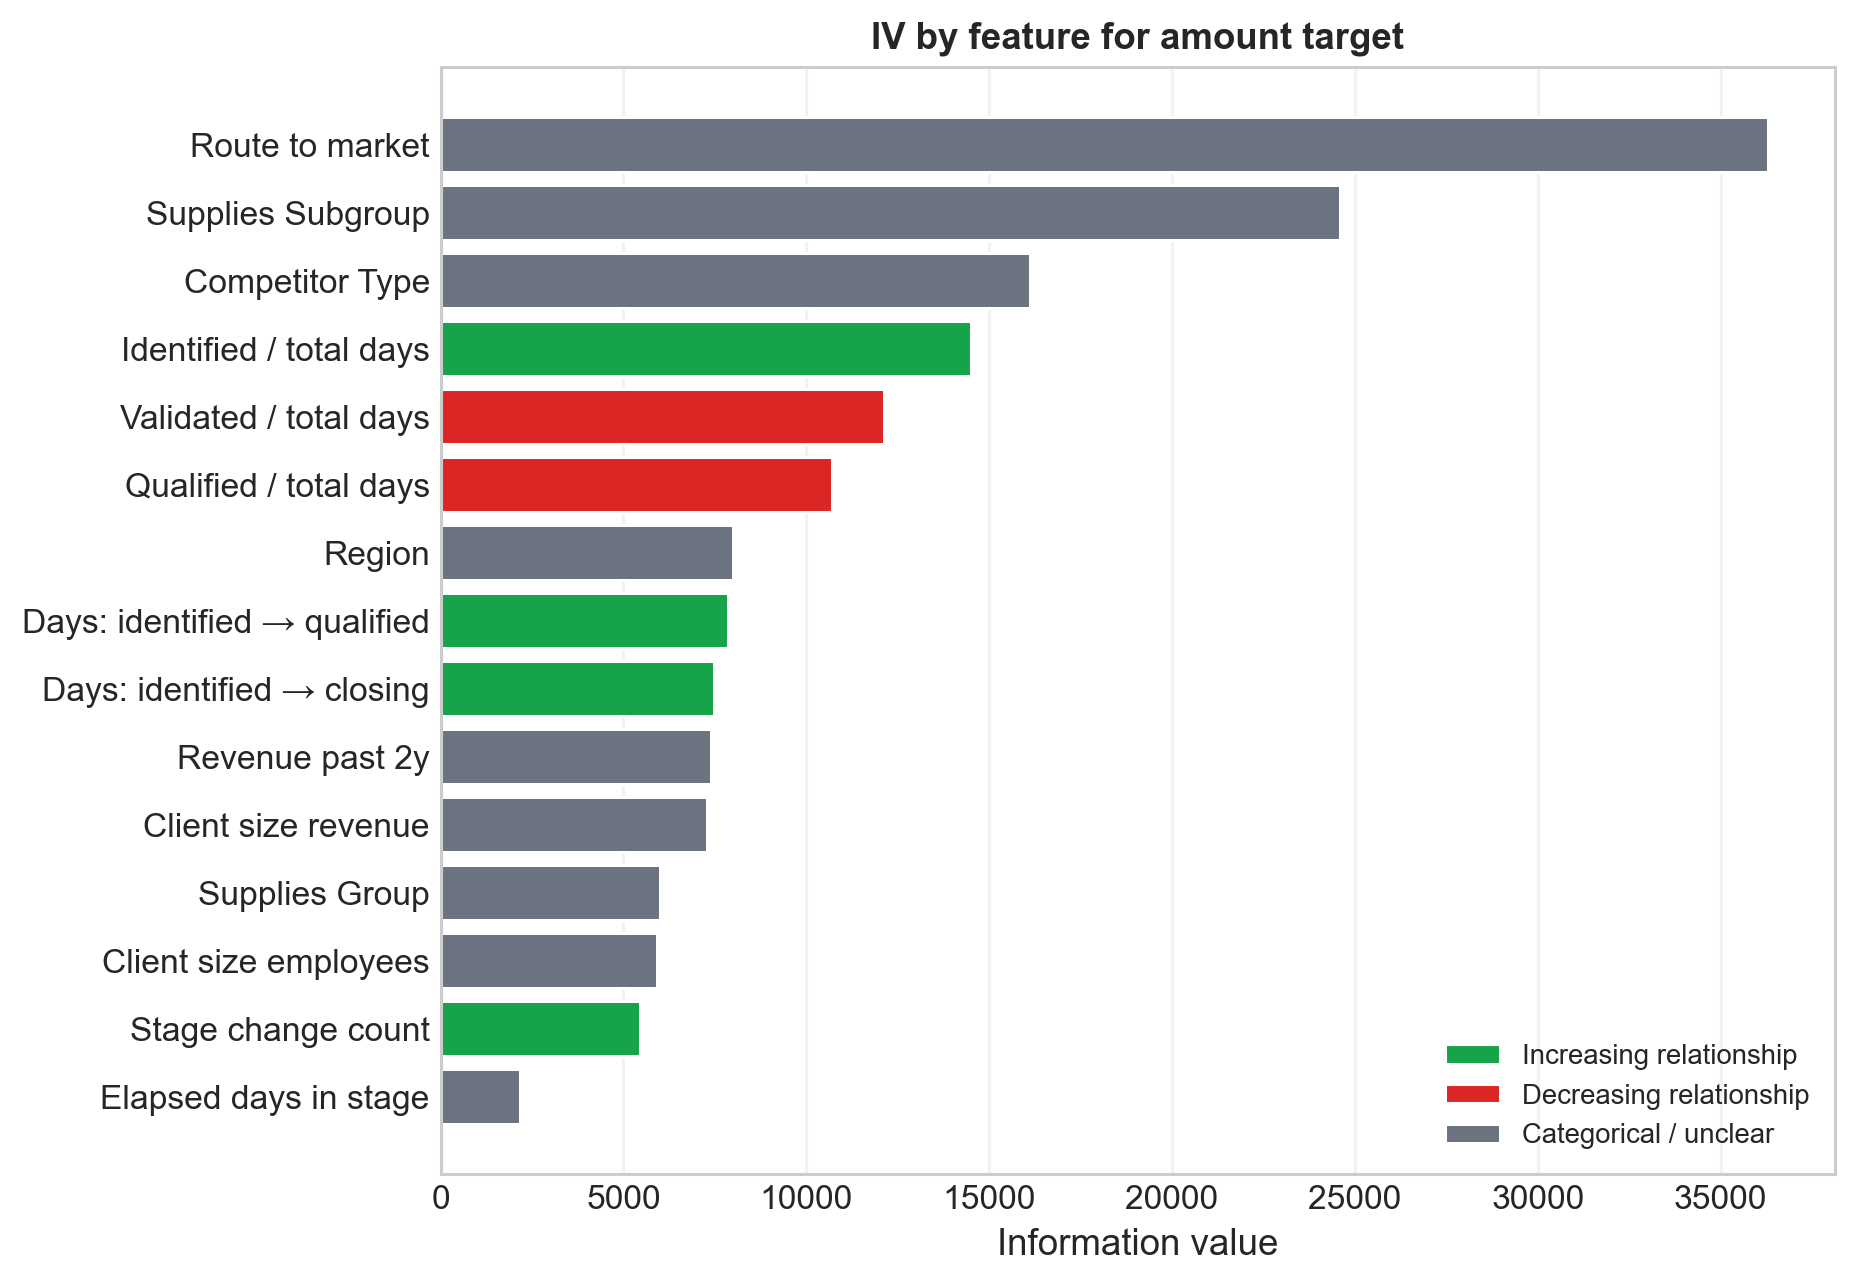 IV by feature for amount target
Route to market
Supplies Subgroup
Competitor Type
Identified / total days
Validated / total days
Qualified / total days
Region
Days: identified → qualified
Days: identified → closing
Revenue past 2y
Client size revenue
Supplies Group
Client size employees
Stage change count
Elapsed days in stage
Increasing relationship
Decreasing relationship
Categorical / unclear
0 5000 10000 15000 20000 25000 30000 35000
Information value